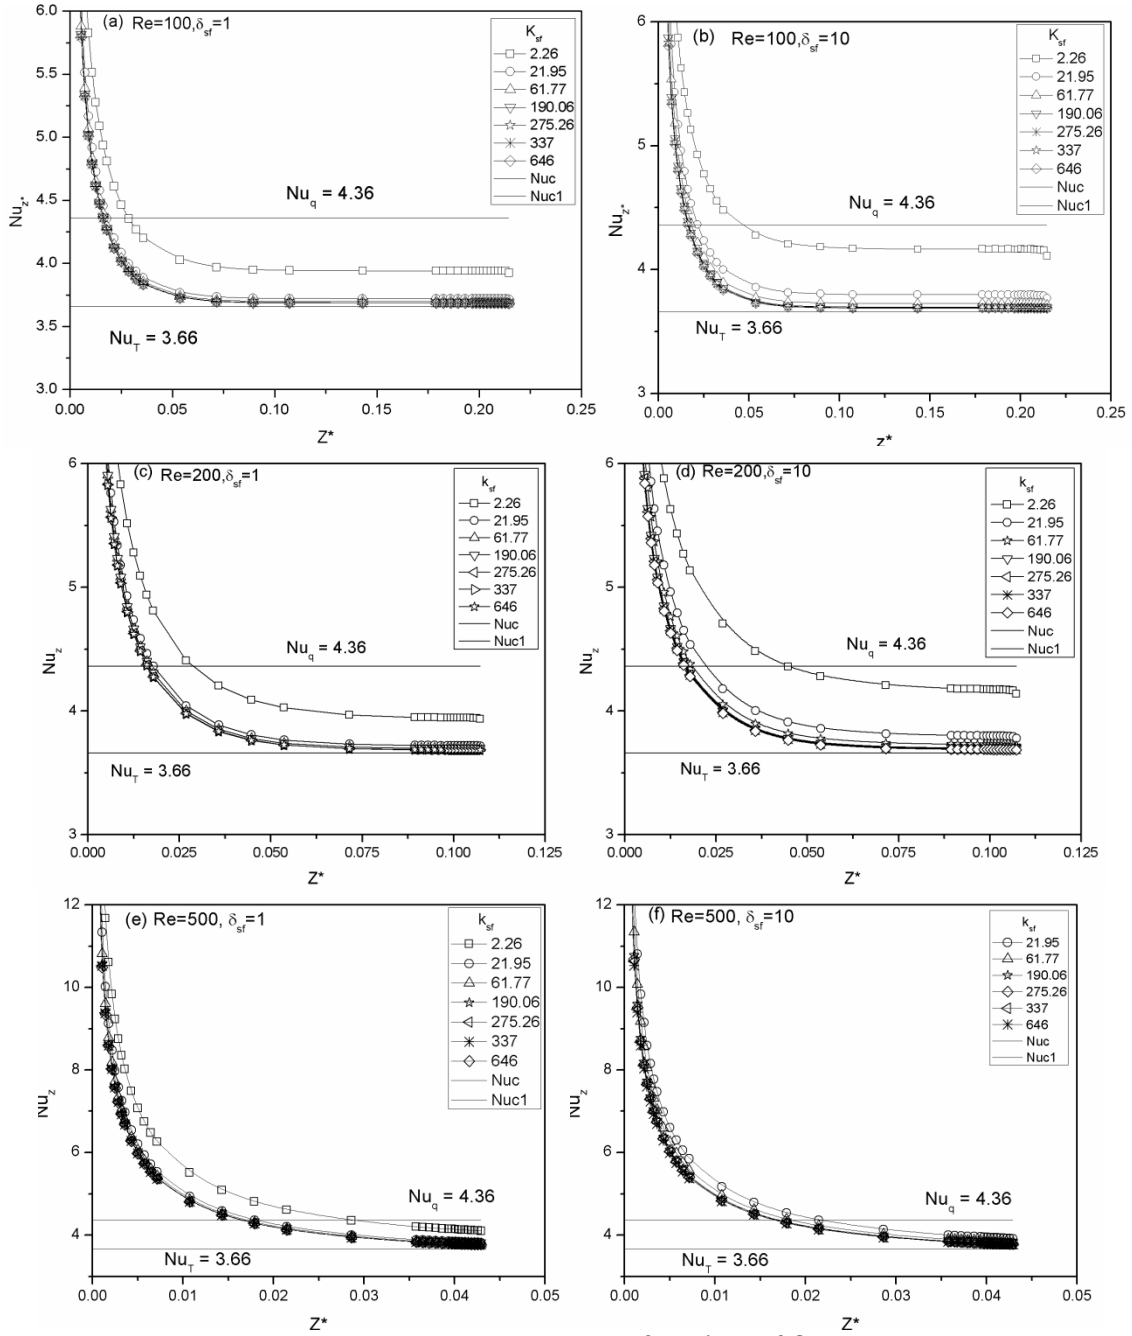 (a) Re=100,δsf=1
Ksf
2.26
21.95
61.77
190.06
275.26
337
646
Nuc
Nuc1
Nuq = 4.36
NuT = 3.66
Nuz*
6.0
5.5
5.0
4.5
4.0
3.5
3.0
0.00 0.05 0.10 0.15 0.20 0.25
Z*
(b) Re=100,δsf=10
Ksf
2.26
21.95
61.77
190.06
275.26
337
646
Nuc
Nuc1
Nuq = 4.36
NuT = 3.66
Nuz*
6
5
4
3
0.00 0.05 0.10 0.15 0.20 0.25
z*
(c) Re=200,δsf=1
ksf
2.26
21.95
61.77
190.06
275.26
337
646
Nuc
Nuc1
Nuq = 4.36
NuT = 3.66
Nuz
6
5
4
3
0.000 0.025 0.050 0.075 0.100 0.125
Z*
(d) Re=200,δsf=10
ksf
2.26
21.95
61.77
190.06
275.26
337
646
Nuc
Nuc1
Nuq = 4.36
NuT = 3.66
Nuz
6
5
4
3
0.000 0.025 0.050 0.075 0.100 0.125
Z*
(e) Re=500, δsf=1
ksf
2.26
21.95
61.77
190.06
275.26
337
646
Nuc
Nuc1
Nuq = 4.36
NuT = 3.66
Nuz
12
10
8
6
4
0.00 0.01 0.02 0.03 0.04 0.05
Z*
(f) Re=500, δsf=10
ksf
21.95
61.77
190.06
275.26
337
646
Nuc
Nuc1
Nuq = 4.36
NuT = 3.66
Nuz
12
10
8
6
4
0.00 0.01 0.02 0.03 0.04 0.05
Z*